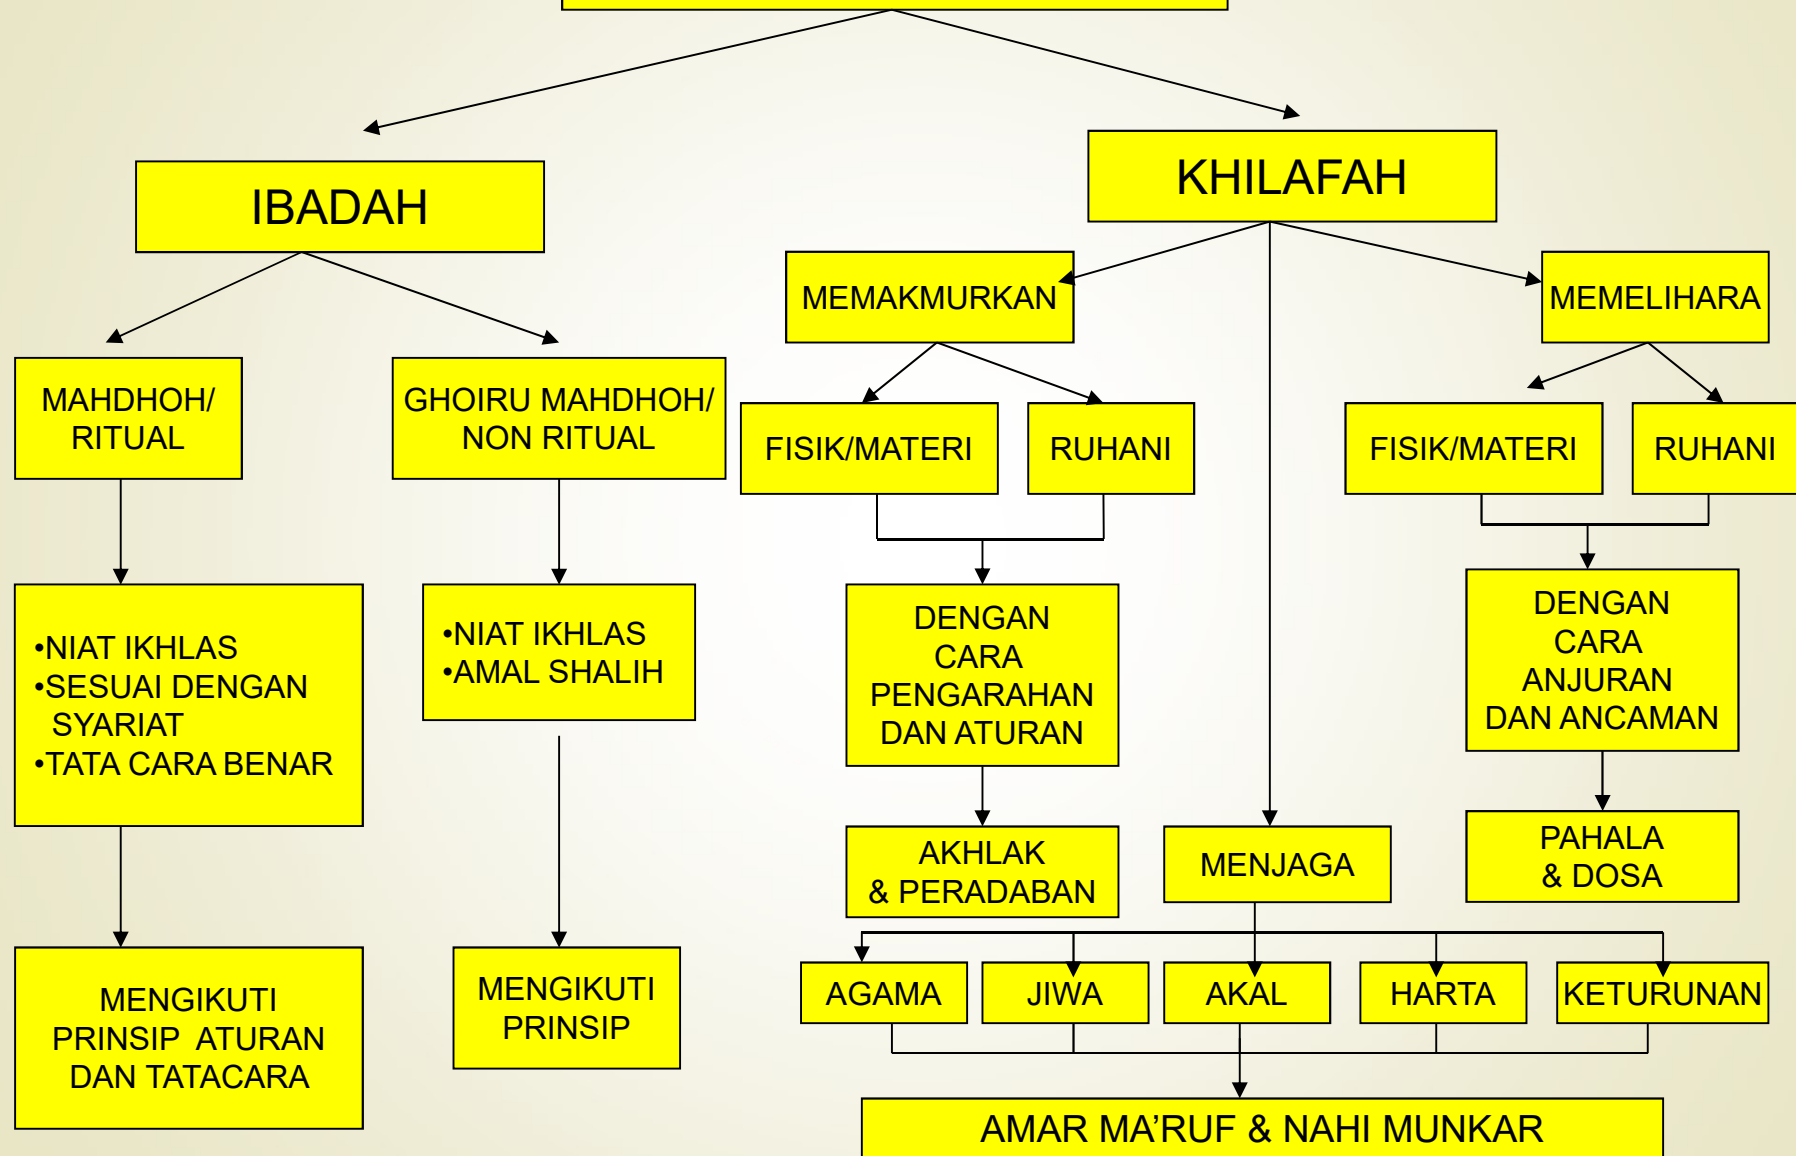 IBADAH
KHILAFAH
MEMAKMURKAN
MEMELIHARA
MAHDHOH/
RITUAL
GHOIRU MAHDHOH/
NON RITUAL
FISIK/MATERI
RUHANI
FISIK/MATERI
RUHANI
•NIAT IKHLAS
•SESUAI DENGAN
SYARIAT
•TATA CARA BENAR
•NIAT IKHLAS
•AMAL SHALIH
DENGAN
CARA
PENGARAHAN
DAN ATURAN
DENGAN
CARA
ANJURAN
DAN ANCAMAN
AKHLAK
& PERADABAN
MENJAGA
PAHALA
& DOSA
MENGIKUTI
PRINSIP ATURAN
DAN TATACARA
MENGIKUTI
PRINSIP
AGAMA
JIWA
AKAL
HARTA
KETURUNAN
AMAR MA’RUF & NAHI MUNKAR